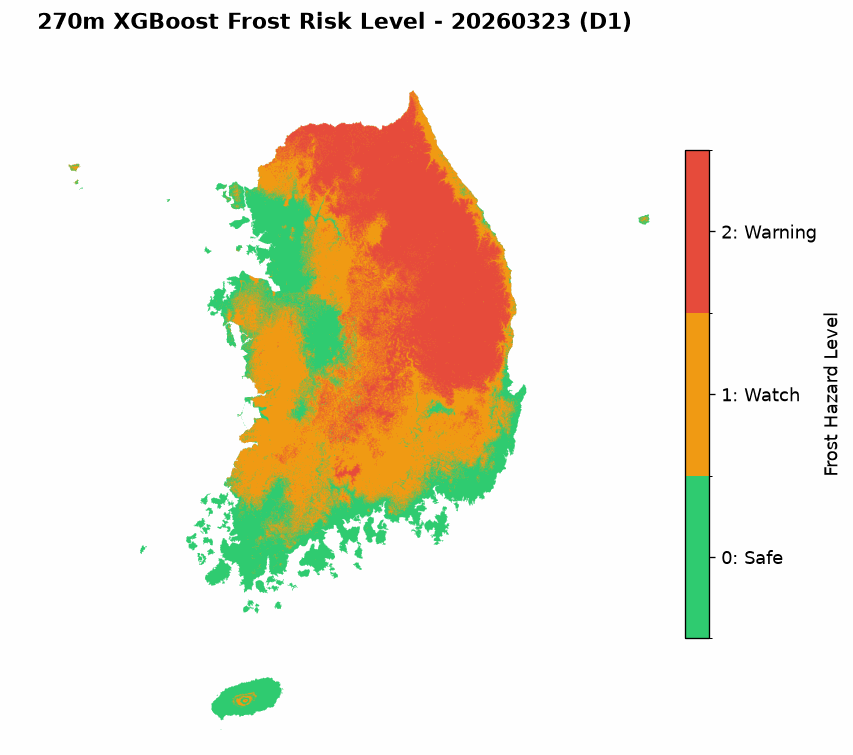 270m XGBoost Frost Risk Level - 20260323 (D1)
2: Warning
1: Watch
0: Safe
Frost Hazard Level